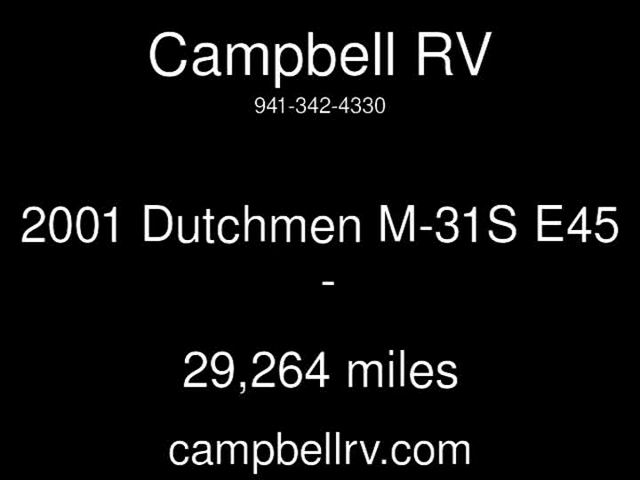 Campbell RV
941-342-4330
2001 Dutchmen M-31S E45
-
29,264 miles
campbellrv.com